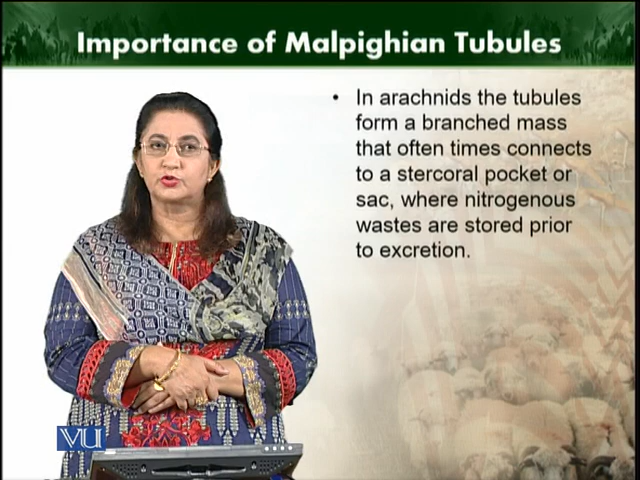 Importance of Malpighian Tubules
• In arachnids the tubules
form a branched mass
that often times connects
to a stercoral pocket or
sac, where nitrogenous
wastes are stored prior
to excretion.
VU